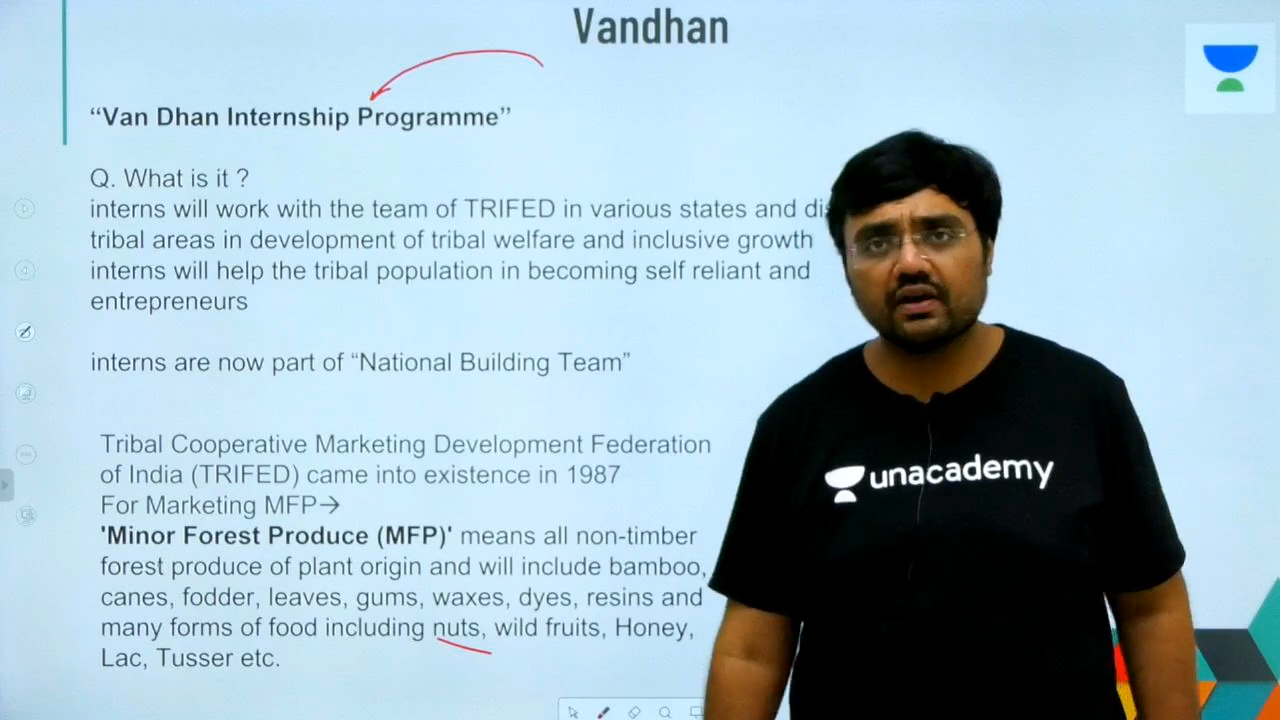 Vandhan
“Van Dhan Internship Programme”
Q. What is it ?
interns will work with the team of TRIFED in various states and
tribal areas in development of tribal welfare and inclusive growth
interns will help the tribal population in becoming self reliant and
entrepreneurs
interns are now part of “National Building Team”
Tribal Cooperative Marketing Development Federation
of India (TRIFED) came into existence in 1987
For Marketing MFP→
'Minor Forest Produce (MFP)' means all non-timber
forest produce of plant origin and will include bamboo,
canes, fodder, leaves, gums, waxes, dyes, resins and
many forms of food including nuts, wild fruits, Honey,
Lac, Tusser etc.
unacademy